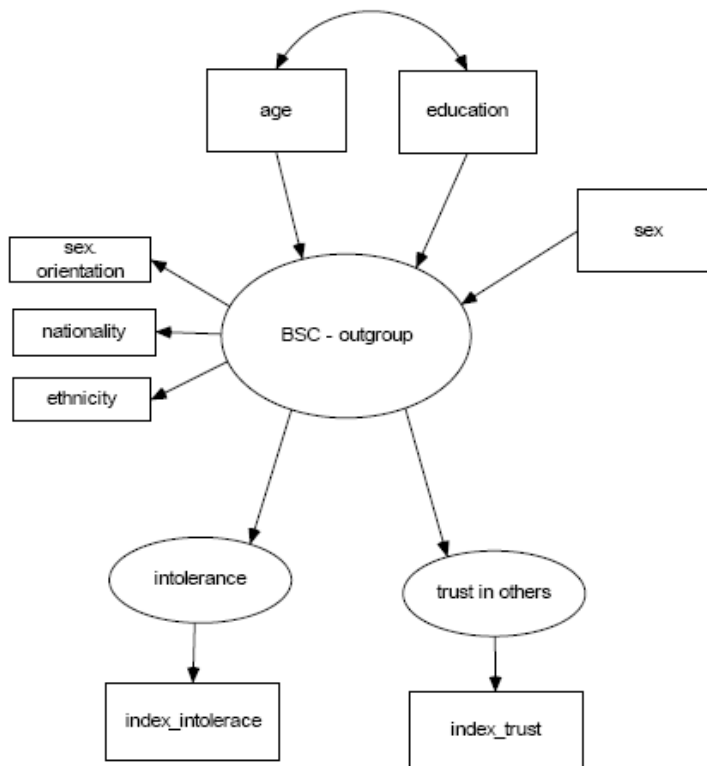 age
education
sex
sex.
orientation
nationality
ethnicity
BSC - outgroup
intolerance
trust in others
index_intolerace
index_trust